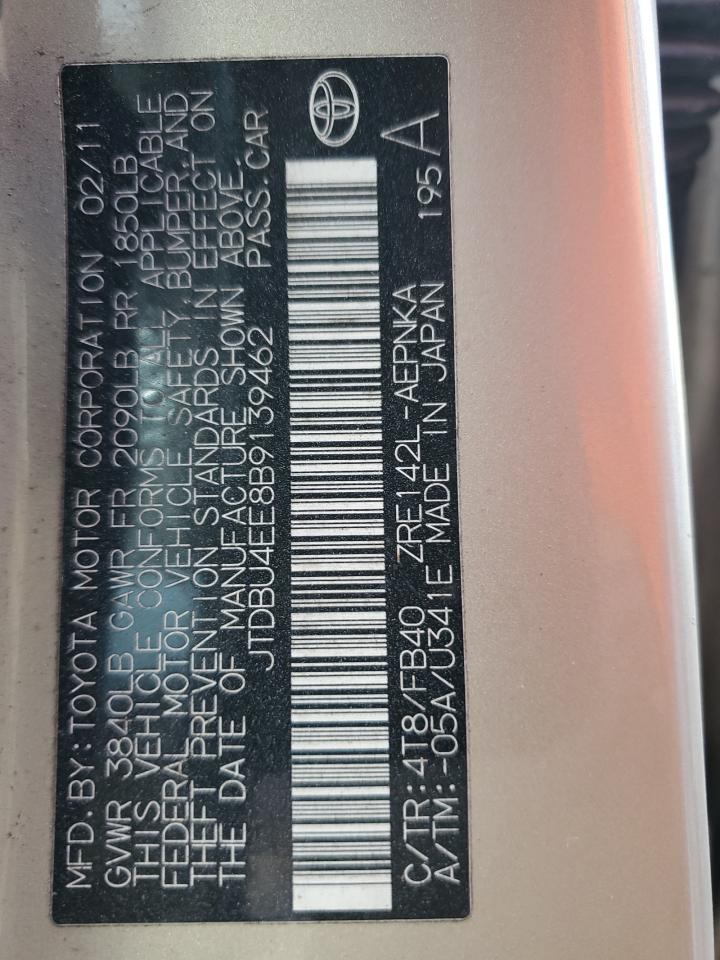 MFD. BY: TOYOTA MOTOR CORPORATION 02/11
GVWR 3840LB GAWR FR 2090LB RR 1850LB
THIS VEHICLE CONFORMS TO ALL APPLICABLE
FEDERAL MOTOR VEHICLE SAFETY, BUMPER, AND
THEFT PREVENTION STANDARDS IN EFFECT ON
THE DATE OF MANUFACTURE SHOWN ABOVE.
JTDBU4EE8B9139462 PASS.CAR
C/TR:4T8/FB40 ZRE142L-AEPNKA 195A
A/TM:-05A/U341E MADE IN JAPAN